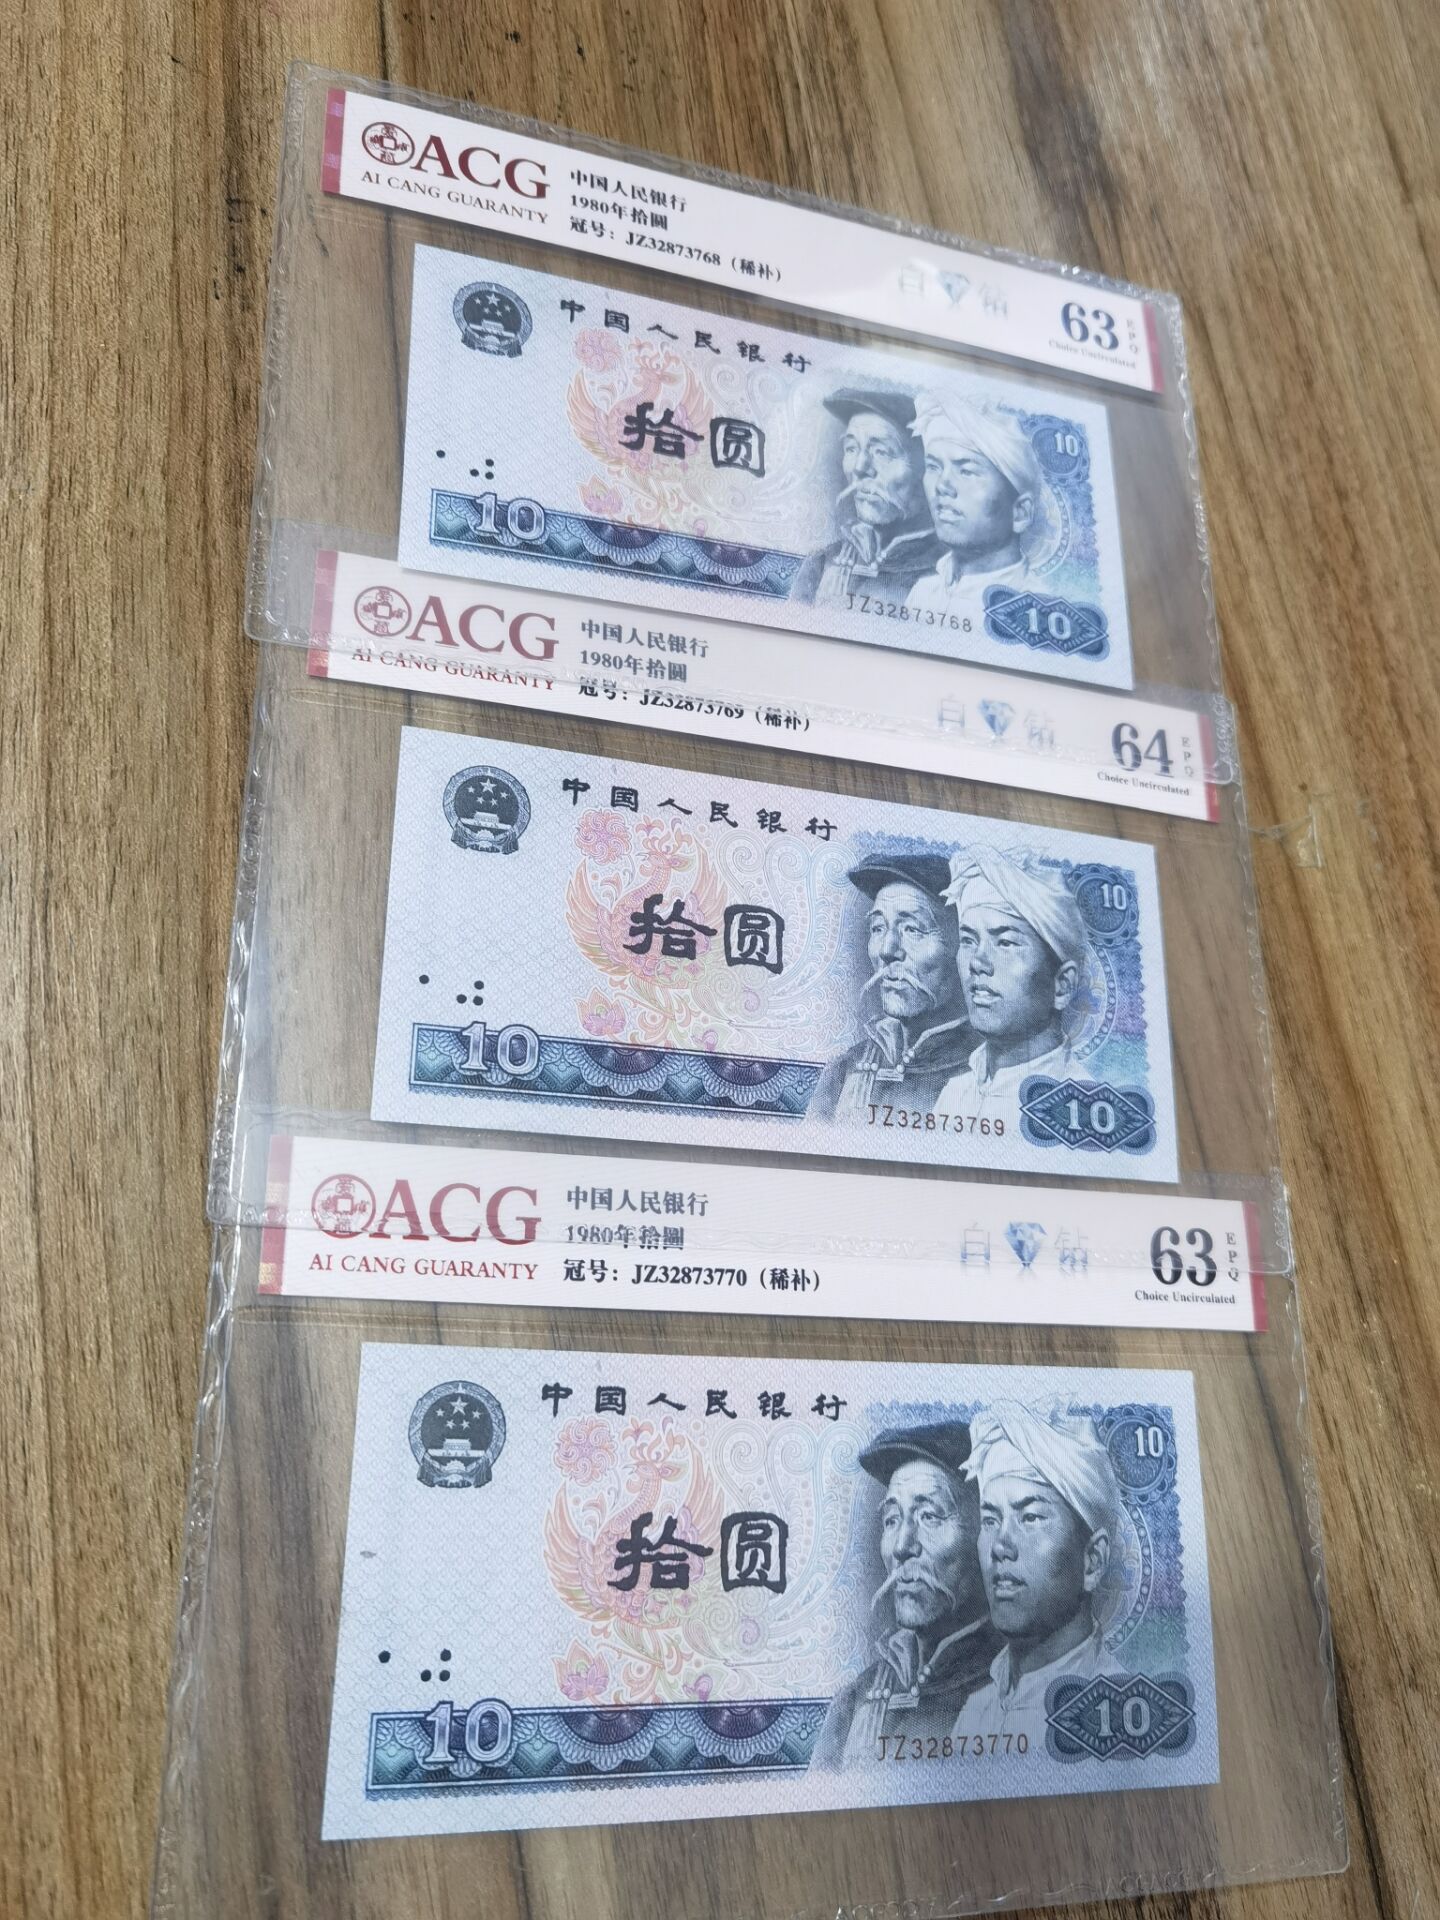 ACG
AI CANG GUARANTY
中国人民银行
1980年拾圆
冠号：JZ32873768（稀补）
白 钻
63
EPQ
Choice Uncirculated
中国人民银行
拾圆
10
10
JZ32873768
10
ACG
AI CANG GUARANTY
中国人民银行
1980年拾圆
冠号：JZ32873769（稀补）
白 钻
64
EPQ
Choice Uncirculated
中国人民银行
拾圆
10
10
JZ32873769
10
ACG
AI CANG GUARANTY
中国人民银行
1980年拾圆
冠号：JZ32873770（稀补）
白 钻
63
EPQ
Choice Uncirculated
中国人民银行
拾圆
10
10
JZ32873770
10